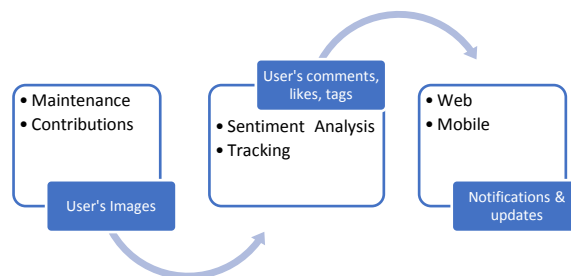 • Maintenance
• Contributions
User's Images
User's comments,
likes, tags
• Sentiment Analysis
• Tracking
• Web
• Mobile
Notifications &
updates